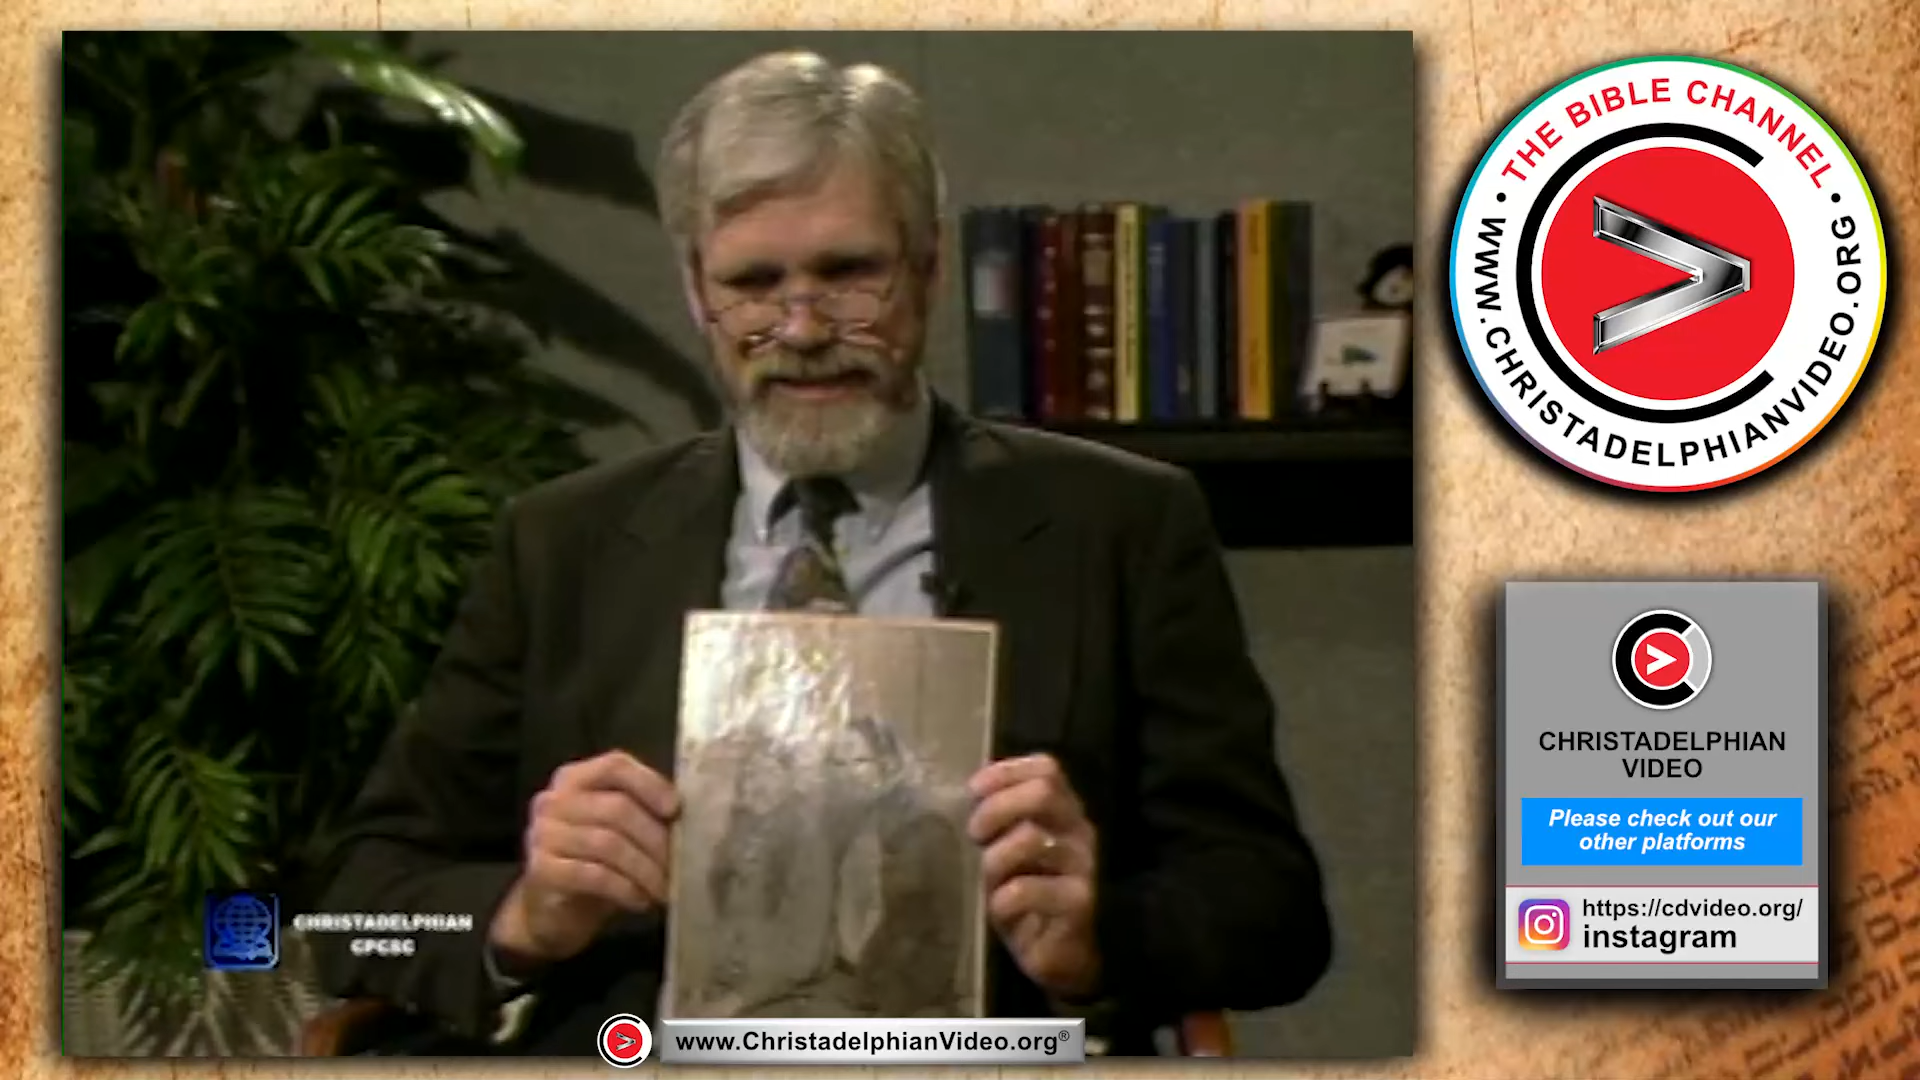 • THE BIBLE CHANNEL •
WWW.CHRISTADELPHIANVIDEO.ORG
CHRISTADELPHIAN
VIDEO
Please check out our
other platforms
https://cdvideo.org/
instagram
CHRISTADELPHIAN
CPCSC
www.ChristadelphianVideo.org®